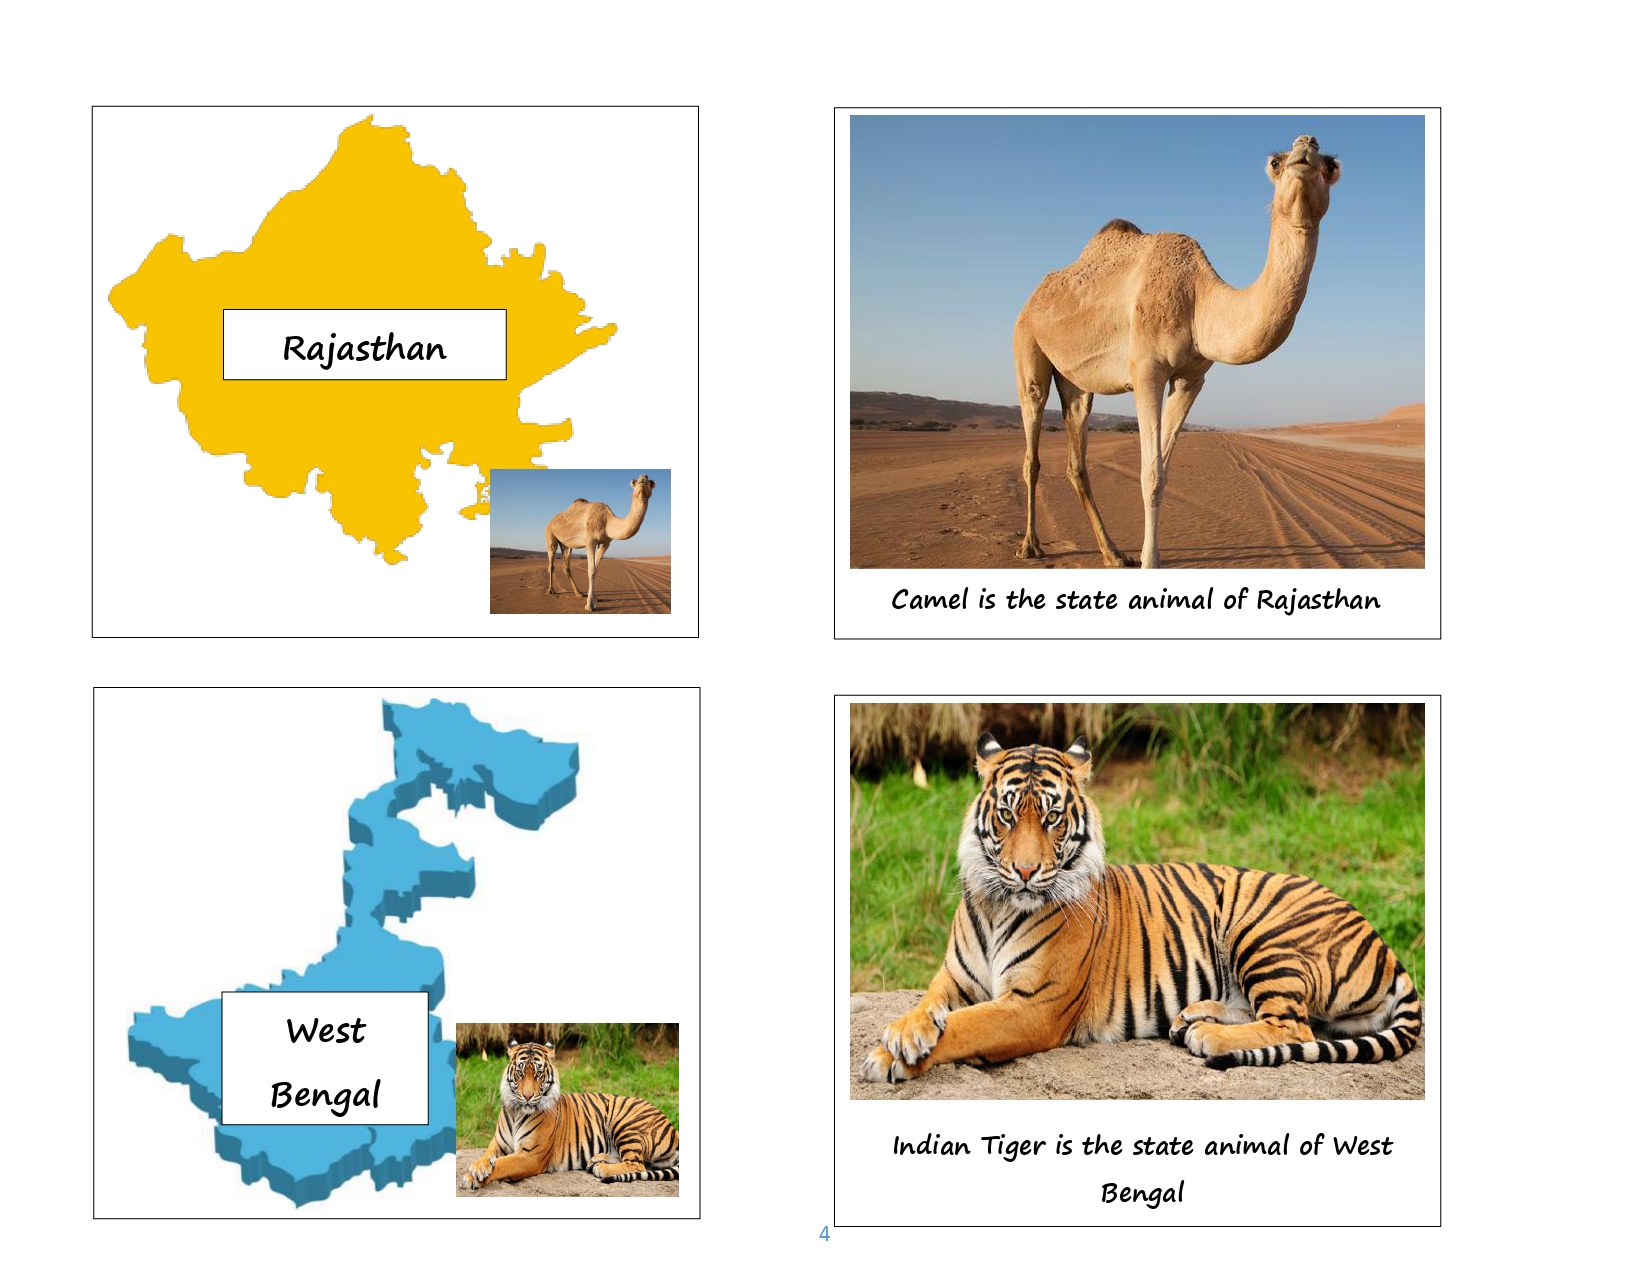 Rajasthan
Camel is the state animal of Rajasthan
West
Bengal
Indian Tiger is the state animal of West
Bengal
4